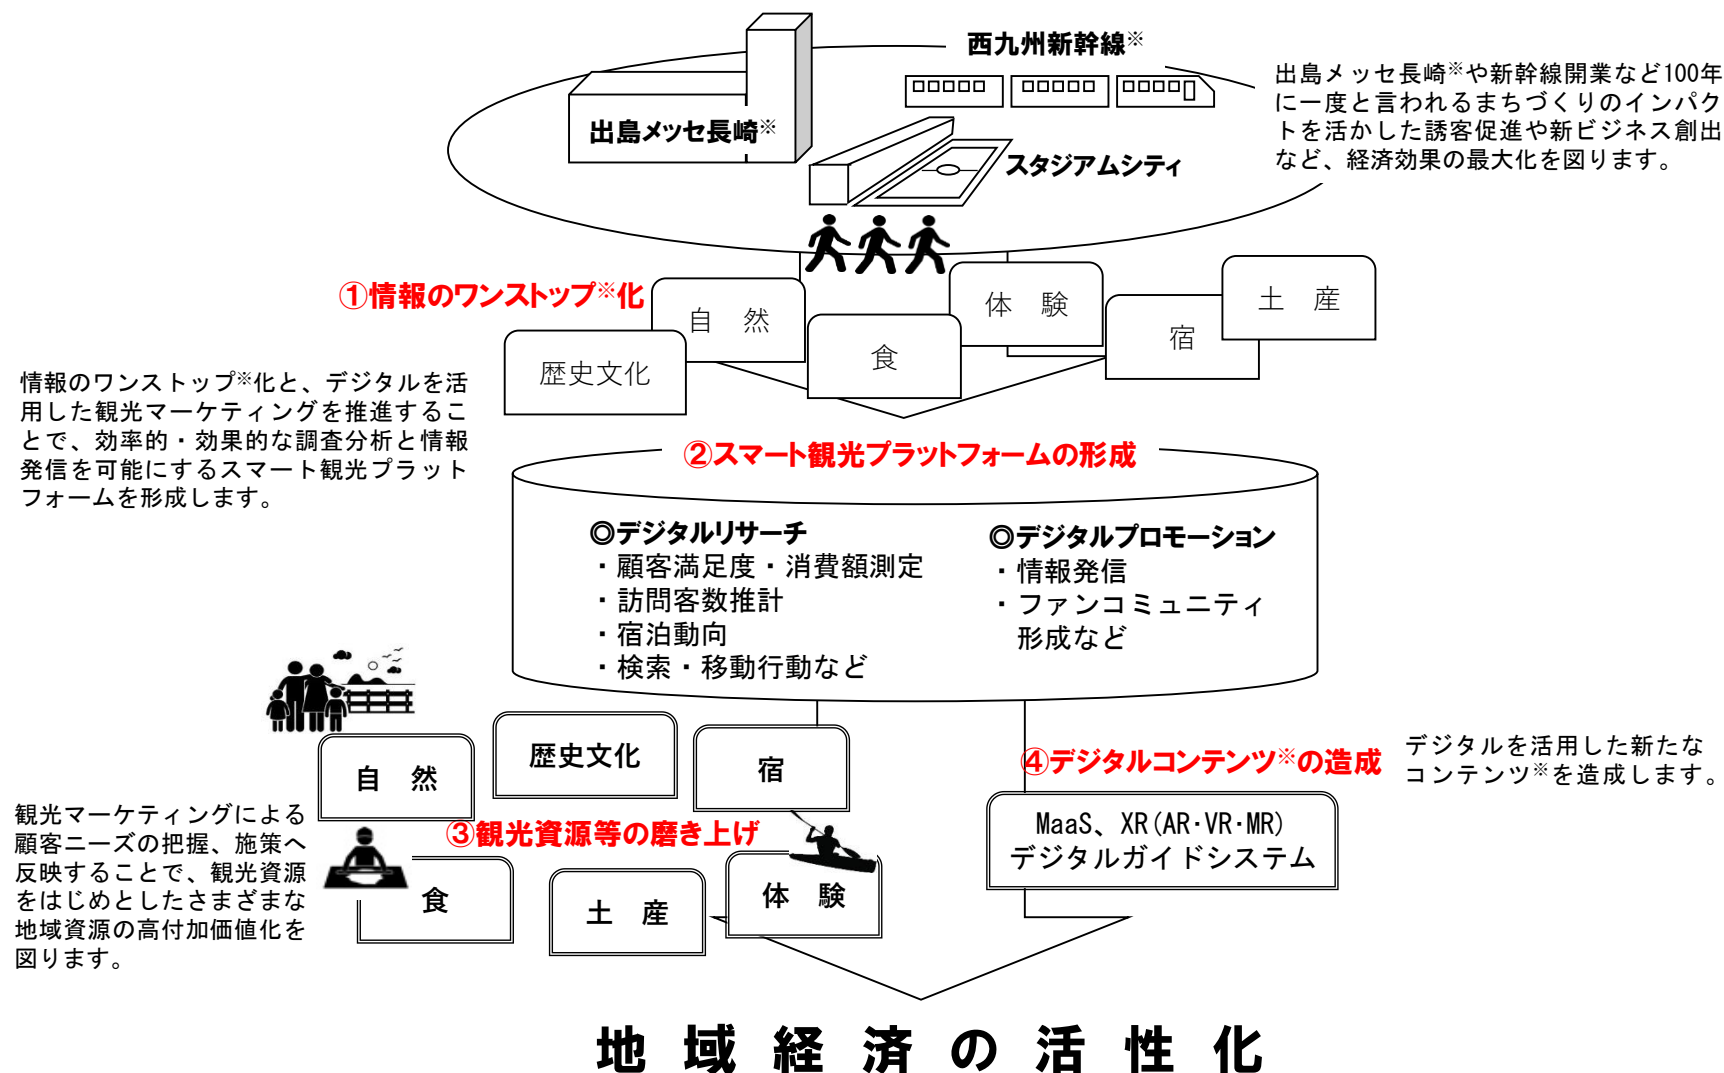 西九州新幹線※
出島メッセ長崎※
スタジアムシティ
出島メッセ長崎※や新幹線開業など100年
に一度と言われるまちづくりのインパク
トを活かした誘客促進や新ビジネス創出
など、経済効果の最大化を図ります。
①情報のワンストップ※化
歴史文化
自　然
食
体　験
宿
土　産
情報のワンストップ※化と、デジタルを活
用した観光マーケティングを推進するこ
とで、効率的・効果的な調査分析と情報
発信を可能にするスマート観光プラット
フォームを形成します。
②スマート観光プラットフォームの形成
◎デジタルリサーチ
・顧客満足度・消費額測定
・訪問客数推計
・宿泊動向
・検索・移動行動など
◎デジタルプロモーション
・情報発信
・ファンコミュニティ
形成など
自　然
歴史文化
宿
③観光資源等の磨き上げ
食
土　産
体　験
観光マーケティングによる
顧客ニーズの把握、施策へ
反映することで、観光資源
をはじめとしたさまざまな
地域資源の高付加価値化を
図ります。
④デジタルコンテンツ※の造成
デジタルを活用した新たな
コンテンツ※を造成します。
MaaS、XR(AR･VR･MR)
デジタルガイドシステム
地域経済の活性化